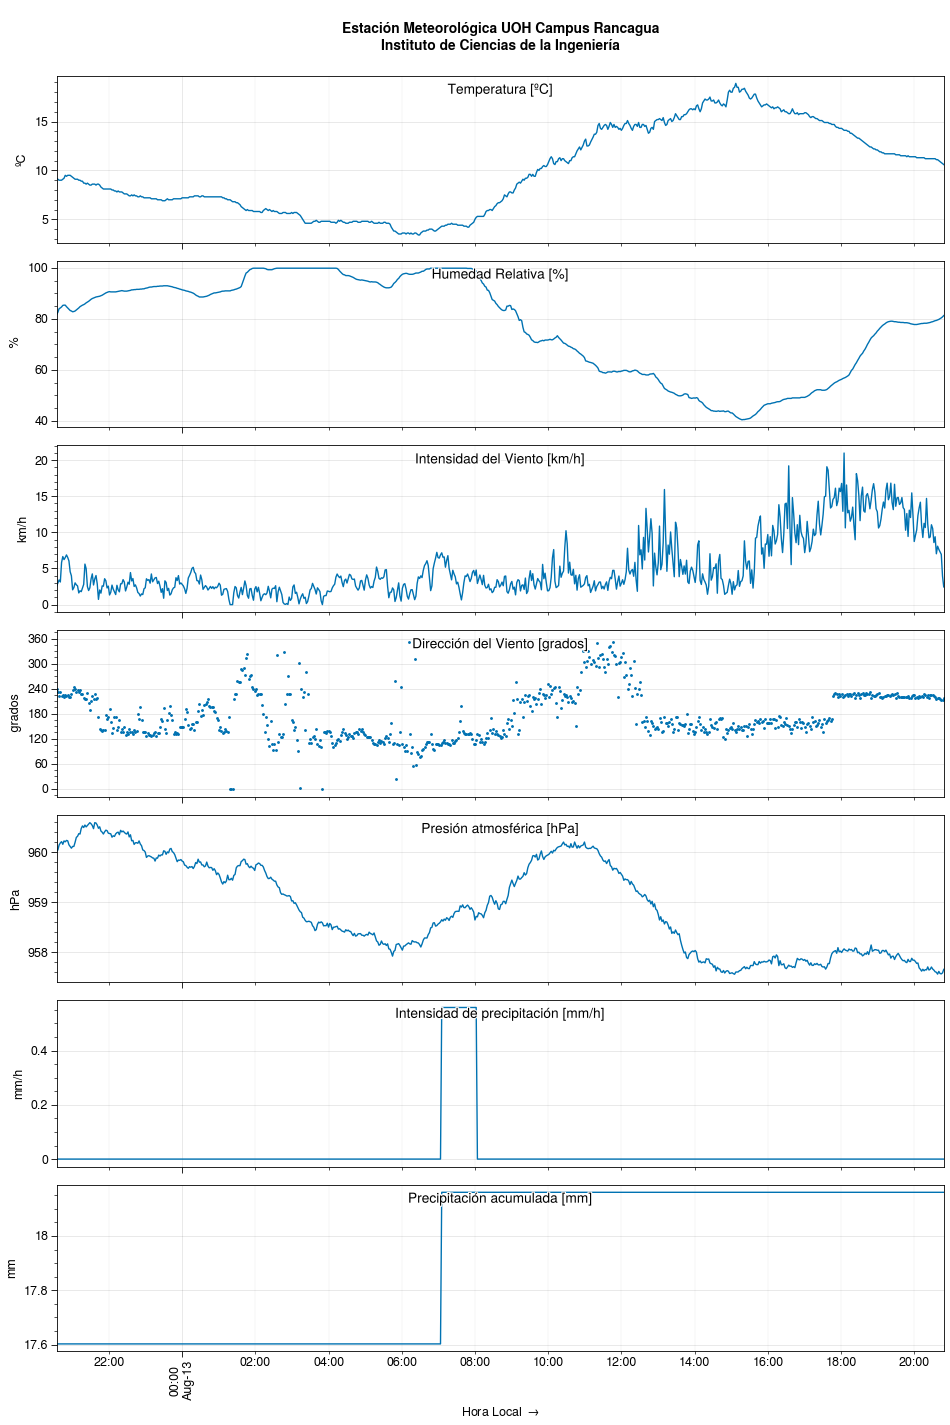 Estación Meteorológica UOH Campus Rancagua
Instituto de Ciencias de la Ingeniería
Temperatura [ºC]
ºC
15
10
5
Humedad Relativa [%]
%
100
80
60
40
Intensidad del Viento [km/h]
km/h
20
15
10
5
0
Dirección del Viento [grados]
grados
360
300
240
180
120
60
0
Presión atmosférica [hPa]
hPa
960
959
958
Intensidad de precipitación [mm/h]
mm/h
0.4
0.2
0
Precipitación acumulada [mm]
mm
18
17.8
17.6
22:00
00:00
Aug-13
02:00
04:00
06:00
08:00
10:00
12:00
14:00
16:00
18:00
20:00
Hora Local →